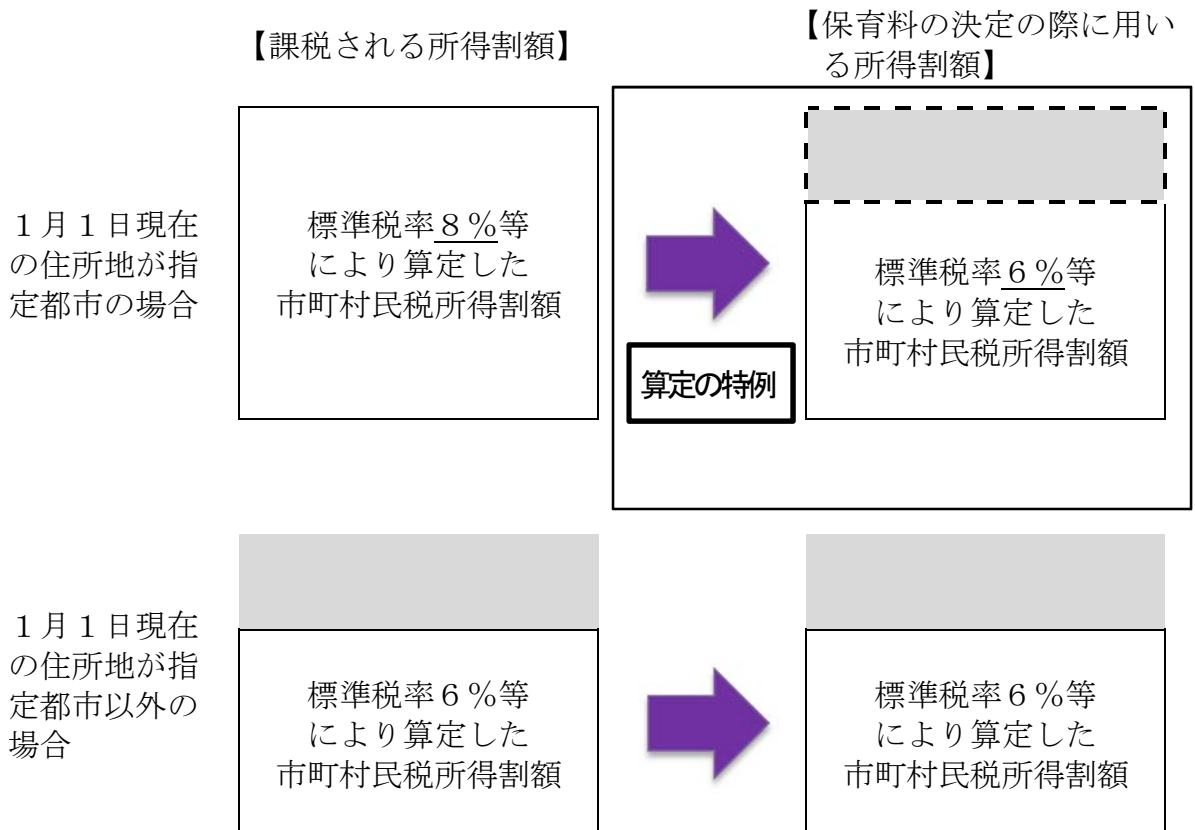 【課税される所得割額】
【保育料の決定の際に用い
る所得割額】
１月１日現在
の住所地が指
定都市の場合
標準税率８％等
により算定した
市町村民税所得割額
算定の特例
標準税率６％等
により算定した
市町村民税所得割額
１月１日現在
の住所地が指
定都市以外の
場合
標準税率６％等
により算定した
市町村民税所得割額
標準税率６％等
により算定した
市町村民税所得割額